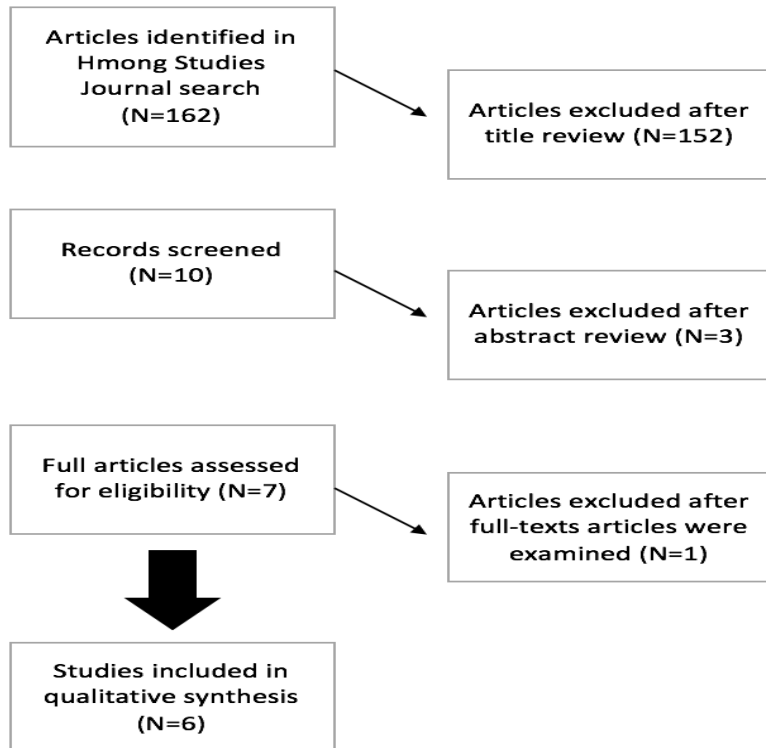 Articles identified in
Hmong Studies
Journal search
(N=162)
Articles excluded after
title review (N=152)
Records screened
(N=10)
Articles excluded after
abstract review (N=3)
Full articles assessed
for eligibility (N=7)
Articles excluded after
full-texts articles were
examined (N=1)
Studies included in
qualitative synthesis
(N=6)